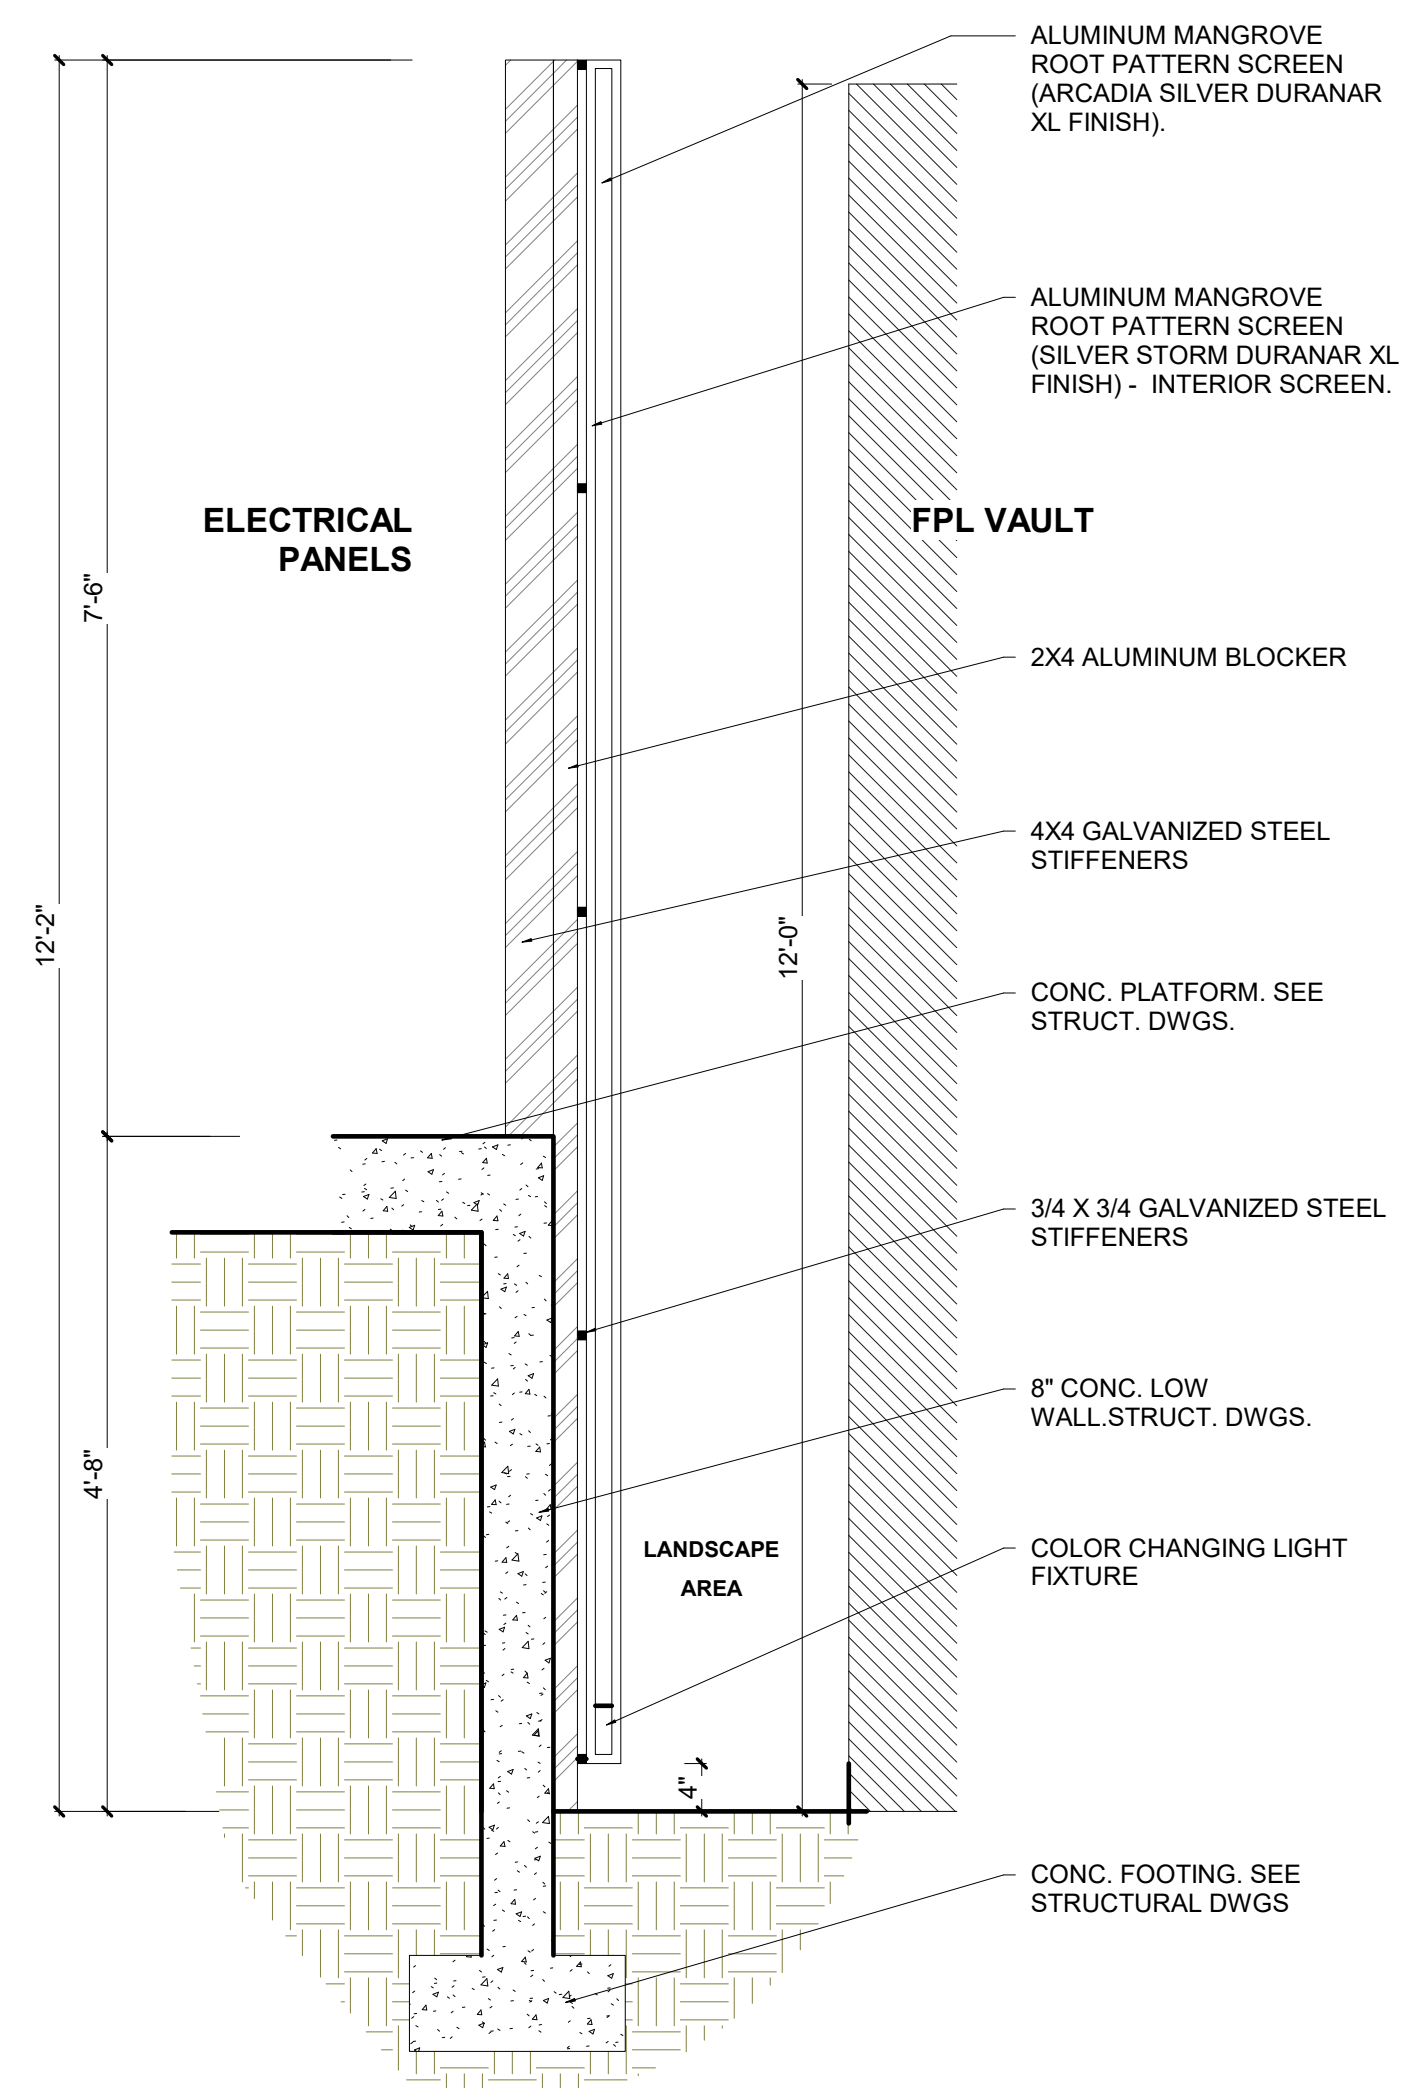 ALUMINUM MANGROVE
ROOT PATTERN SCREEN
(ARCADIA SILVER DURANAR
XL FINISH).
ALUMINUM MANGROVE
ROOT PATTERN SCREEN
(SILVER STORM DURANAR XL
FINISH) - INTERIOR SCREEN.
ELECTRICAL
PANELS
FPL VAULT
7'-6"
2X4 ALUMINUM BLOCKER
4X4 GALVANIZED STEEL
STIFFENERS
12'-2"
12'-0"
CONC. PLATFORM. SEE
STRUCT. DWGS.
3/4 X 3/4 GALVANIZED STEEL
STIFFENERS
8" CONC. LOW
WALL.STRUCT. DWGS.
4'-8"
LANDSCAPE
AREA
COLOR CHANGING LIGHT
FIXTURE
4"
CONC. FOOTING. SEE
STRUCTURAL DWGS